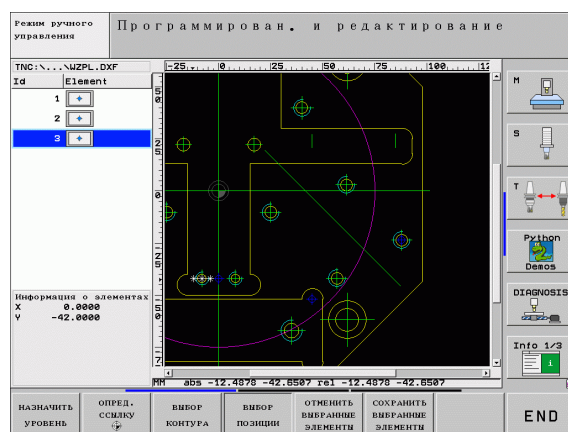 Режим ручного
управления
Программирован. и редактирование
TNC:\...\WZPL.DXF
Id Element
1
2
3
-25 0 25 50 75 100 12
Информация о элементах
X 0.0000
Y -42.0000
MM abs -12.4878 -42.6507 rel -12.4878 -42.6507
M
S
T
Python
Demos
DIAGNOSIS
Info 1/3
НАЗНАЧИТЬ
УРОВЕНЬ
ОПРЕД.
ССЫЛКУ
ВЫБОР
КОНТУРА
ВЫБОР
ПОЗИЦИИ
ОТМЕНИТЬ
ВЫБРАННЫЕ
ЭЛЕМЕНТЫ
СОХРАНИТЬ
ВЫБРАННЫЕ
ЭЛЕМЕНТЫ
END